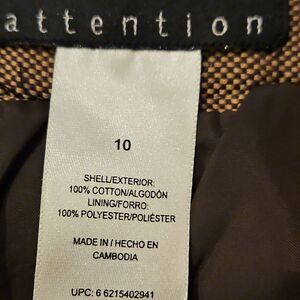 attention
10
SHELL/EXTERIOR:
100% COTTON/ALGODÓN
LINING/FORRO:
100% POLYESTER/POLIÉSTER
MADE IN / HECHO EN
CAMBODIA
UPC: 6 6215402941